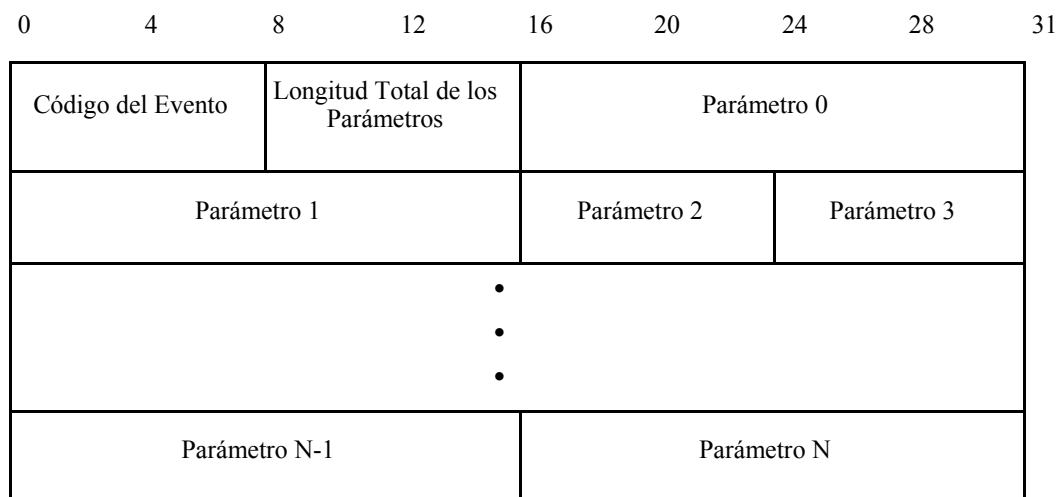 0 4 8 12 16 20 24 28 31
Código del Evento
Longitud Total de los
Parámetros
Parámetro 0
Parámetro 1
Parámetro 2
Parámetro 3
Parámetro N-1
Parámetro N